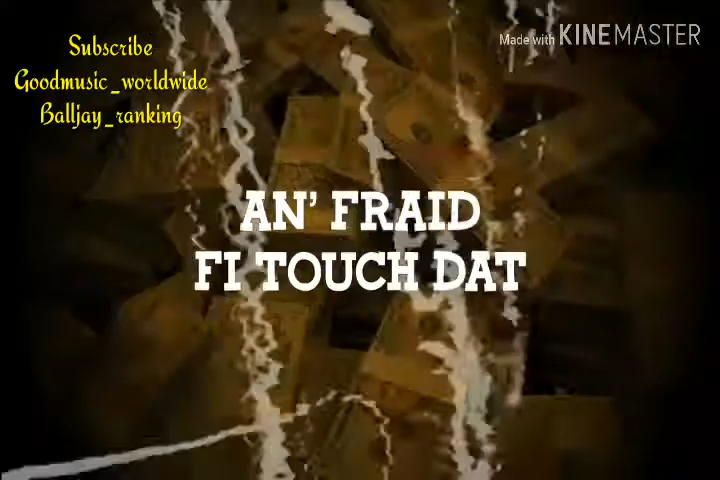 Subscribe
Goodmusic_worldwide
Balljay_ranking
Made with KINEMASTER
AN' FRAID
FI TOUCH DAT